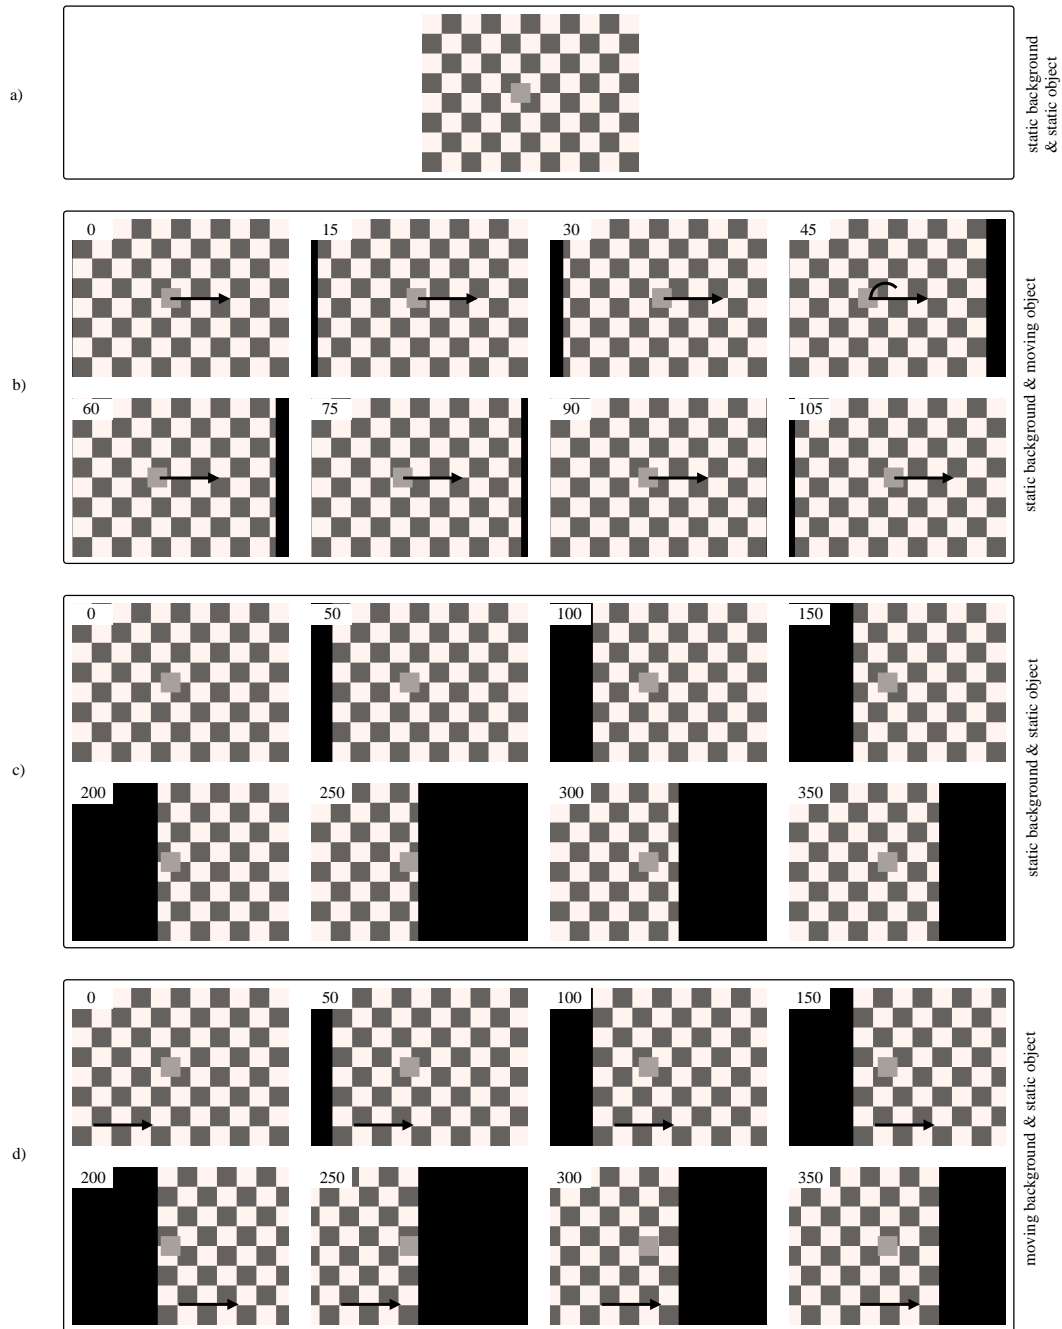 a)
static background
& static object
b)
0
15
30
45
60
75
90
105
static background & moving object
c)
0
50
100
150
200
250
300
350
static background & static object
d)
0
50
100
150
200
250
300
350
moving background & static object